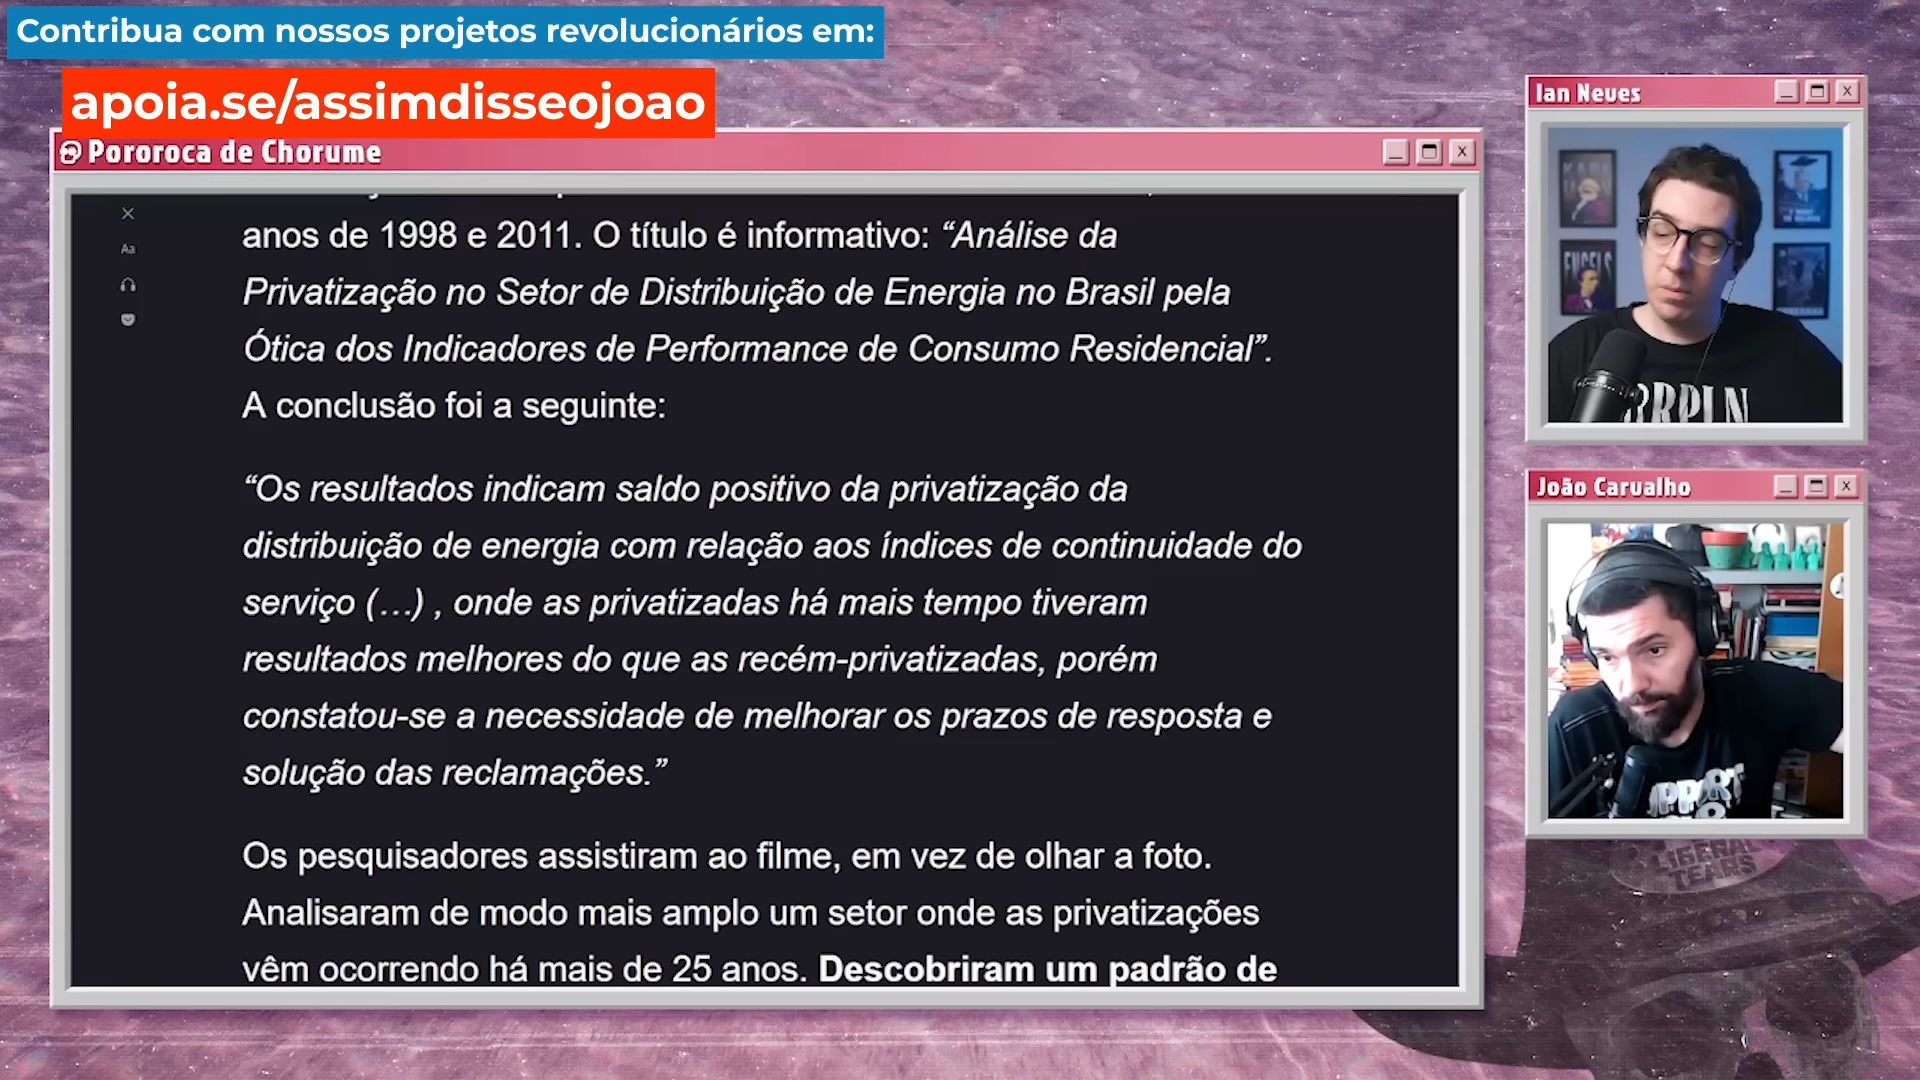 Contribua com nossos projetos revolucionários em:
apoia.se/assimdisseojoao
Pororoca de Chorume
Aa
anos de 1998 e 2011. O título é informativo: “Análise da
Privatização no Setor de Distribuição de Energia no Brasil pela
Ótica dos Indicadores de Performance de Consumo Residencial”.
A conclusão foi a seguinte:
“Os resultados indicam saldo positivo da privatização da
distribuição de energia com relação aos índices de continuidade do
serviço (…) , onde as privatizadas há mais tempo tiveram
resultados melhores do que as recém-privatizadas, porém
constatou-se a necessidade de melhorar os prazos de resposta e
solução das reclamações.”
Os pesquisadores assistiram ao filme, em vez de olhar a foto.
Analisaram de modo mais amplo um setor onde as privatizações
vêm ocorrendo há mais de 25 anos. Descobriram um padrão de
Ian Neves
KARL
ENGELS
João Carvalho
LIBERAL
TEARS